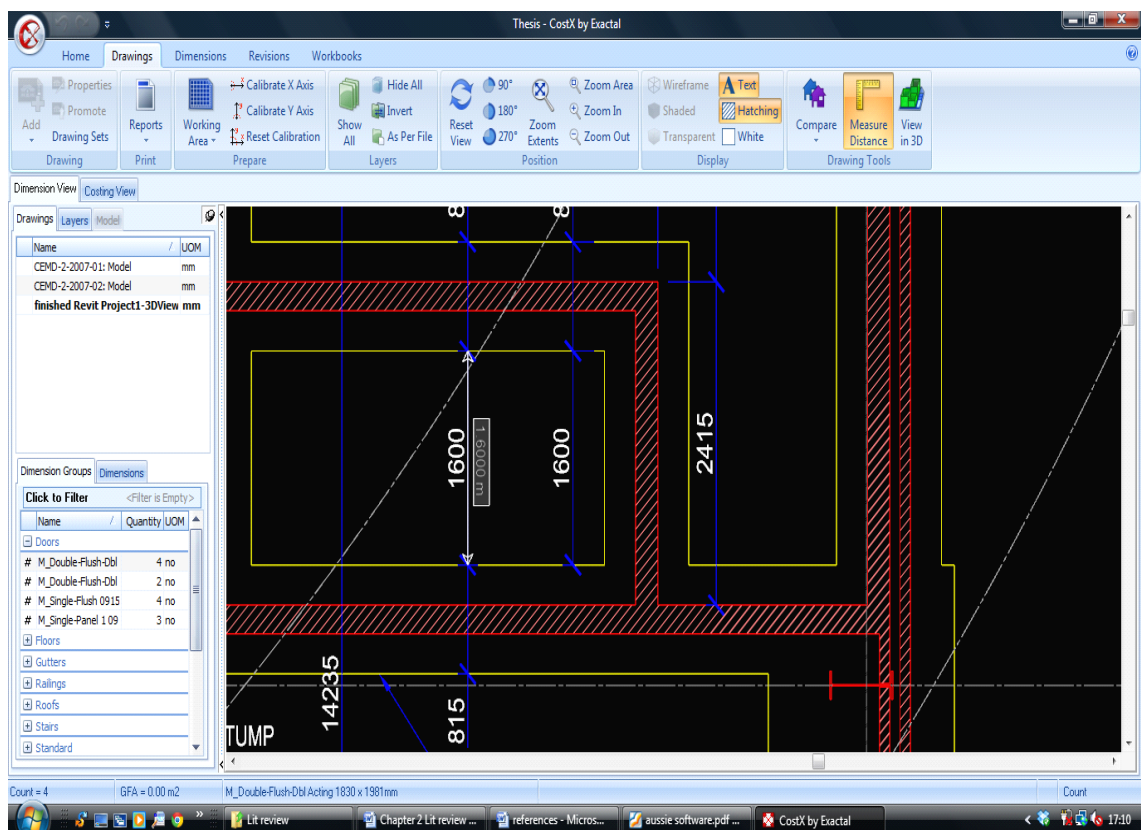 Thesis - CostX by Exactal
Home Drawings Dimensions Revisions Workbooks
Add
Properties
Promote
Drawing Sets
Drawing
Reports
Print
Working Area
Calibrate X Axis
Calibrate Y Axis
Reset Calibration
Prepare
Show All
Hide All
Invert
As Per File
Layers
Reset View
90°
180°
270°
Zoom Extents
Zoom Area
Zoom In
Zoom Out
Position
Wireframe
Shaded
Transparent
Text
Hatching
White
Display
Compare
Measure Distance
View in 3D
Drawing Tools
Dimension View Costing View
Drawings Layers Model
Name / UOM
CEMD-2-2007-01: Model mm
CEMD-2-2007-02: Model mm
finished Revit Project1-3DView mm
Dimension Groups Dimensions
Click to Filter <Filter is Empty>
Name / Quantity UOM
Doors
# M_Double-Flush-Dbl 4 no
# M_Double-Flush-Dbl 2 no
# M_Single-Flush 0915 4 no
# M_Single-Panel 1 09 3 no
Floors
Gutters
Railings
Roofs
Stairs
Standard
8
8
1600
1.6000 m
1600
2415
14235
815
TUMP
Count = 4 GFA = 0.00 m2 M_Double-Flush-Dbl Acting 1830 x 1981mm Count
Lit review Chapter 2 Lit review ... references - Micros... aussie software.pdf ... CostX by Exactal 17:10